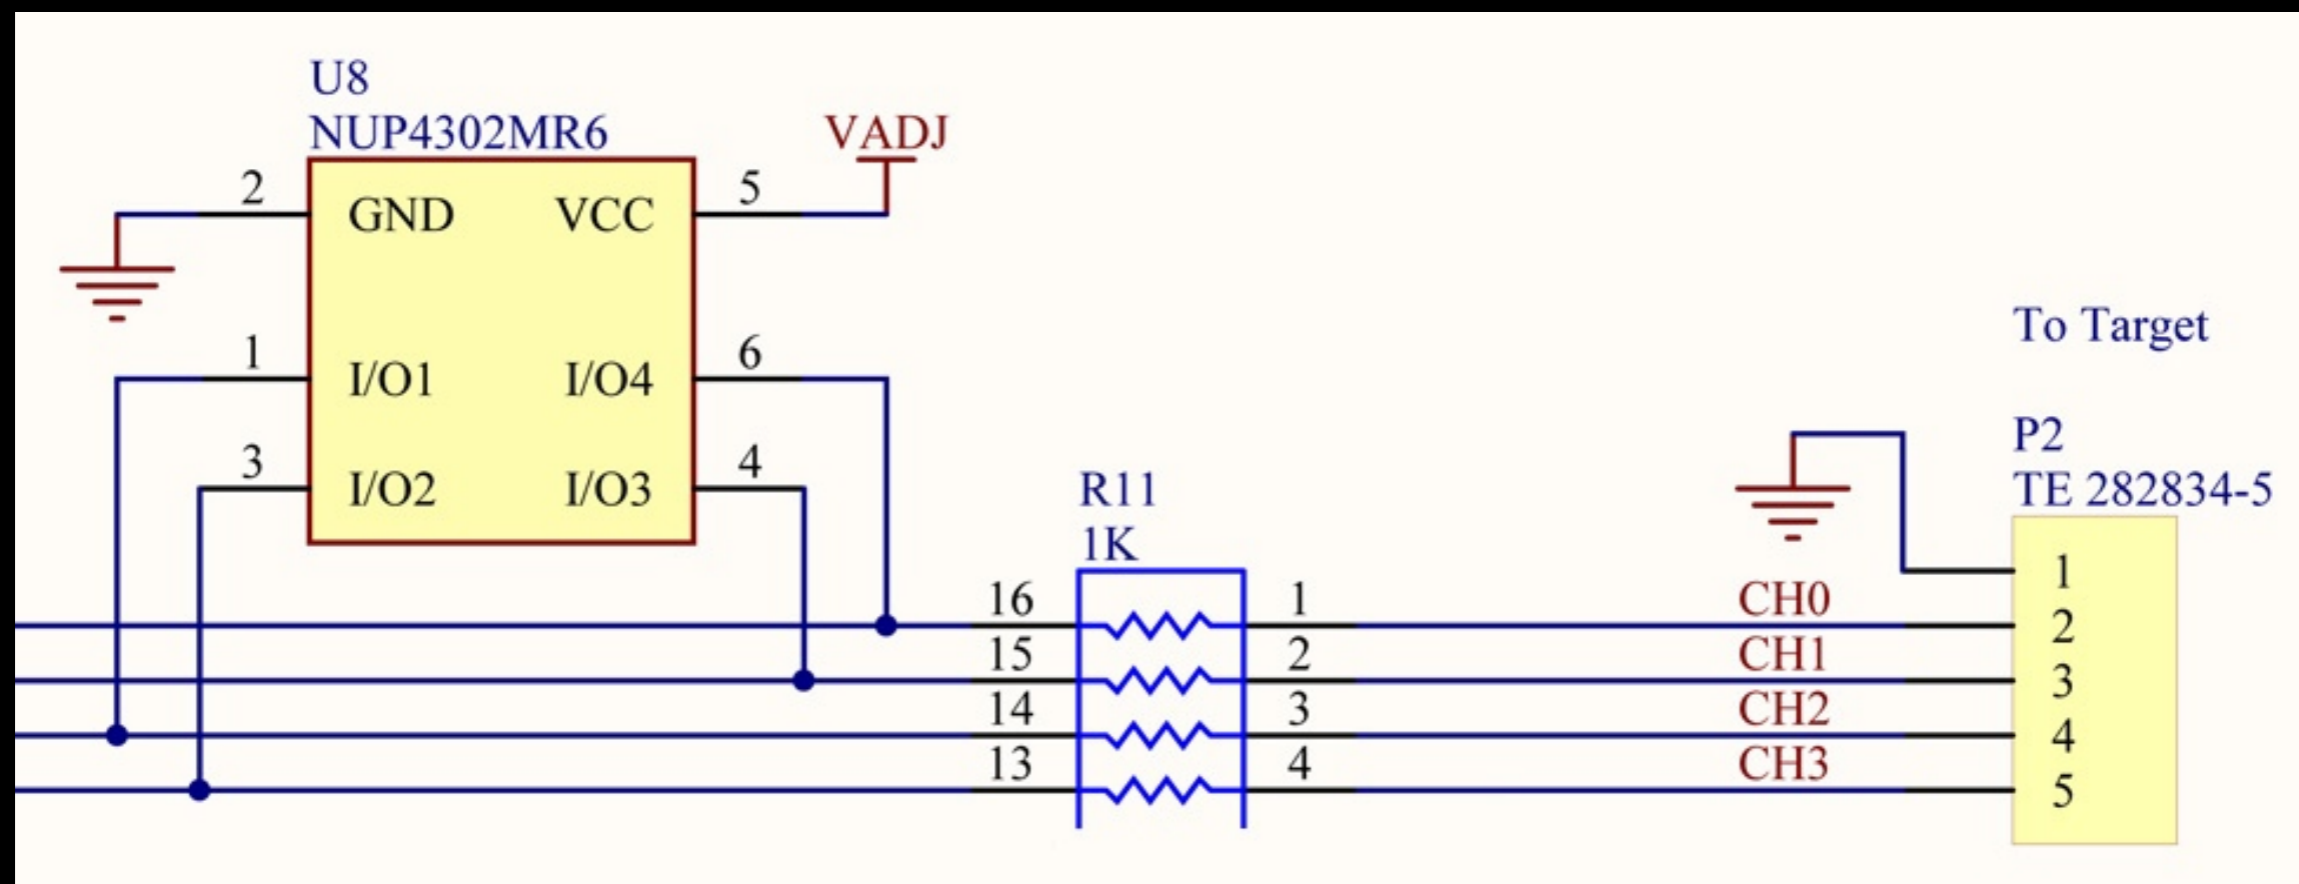 U8
NUP4302MR6
VADJ
2 GND VCC 5
1 I/O1 I/O4 6
3 I/O2 I/O3 4
To Target
P2
TE 282834-5
R11
1K
1
16 1 CH0 2
15 2 CH1 3
14 3 CH2 4
13 4 CH3 5